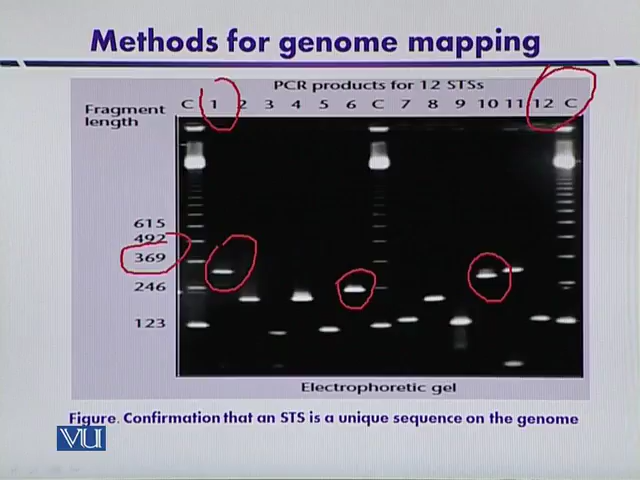 Methods for genome mapping
PCR products for 12 STSs
Fragment length
C 1 2 3 4 5 6 C 7 8 9 10 11 12 C
615
492
369
246
123
Electrophoretic gel
Figure. Confirmation that an STS is a unique sequence on the genome
VU